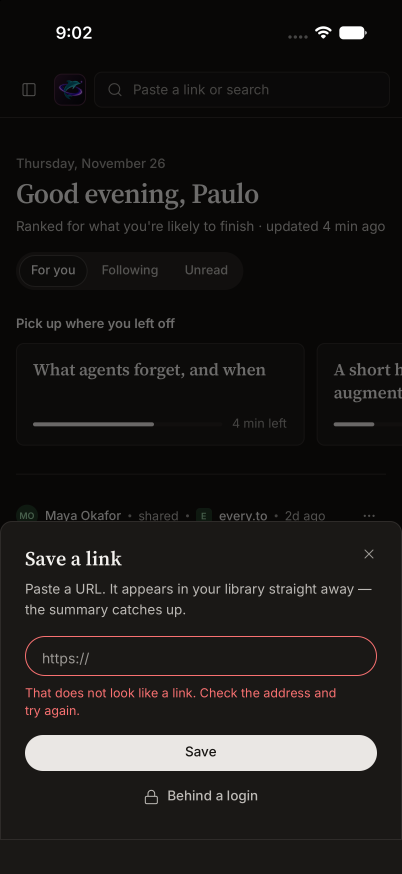 9:02
Paste a link or search
Thursday, November 26
Good evening, Paulo
Ranked for what you're likely to finish · updated 4 min ago
For you Following Unread
Pick up where you left off
What agents forget, and when
4 min left
A short h
augment
MO Maya Okafor • shared • E every.to • 2d ago ···
Save a link
Paste a URL. It appears in your library straight away —
the summary catches up.
https://
That does not look like a link. Check the address and
try again.
Save
Behind a login